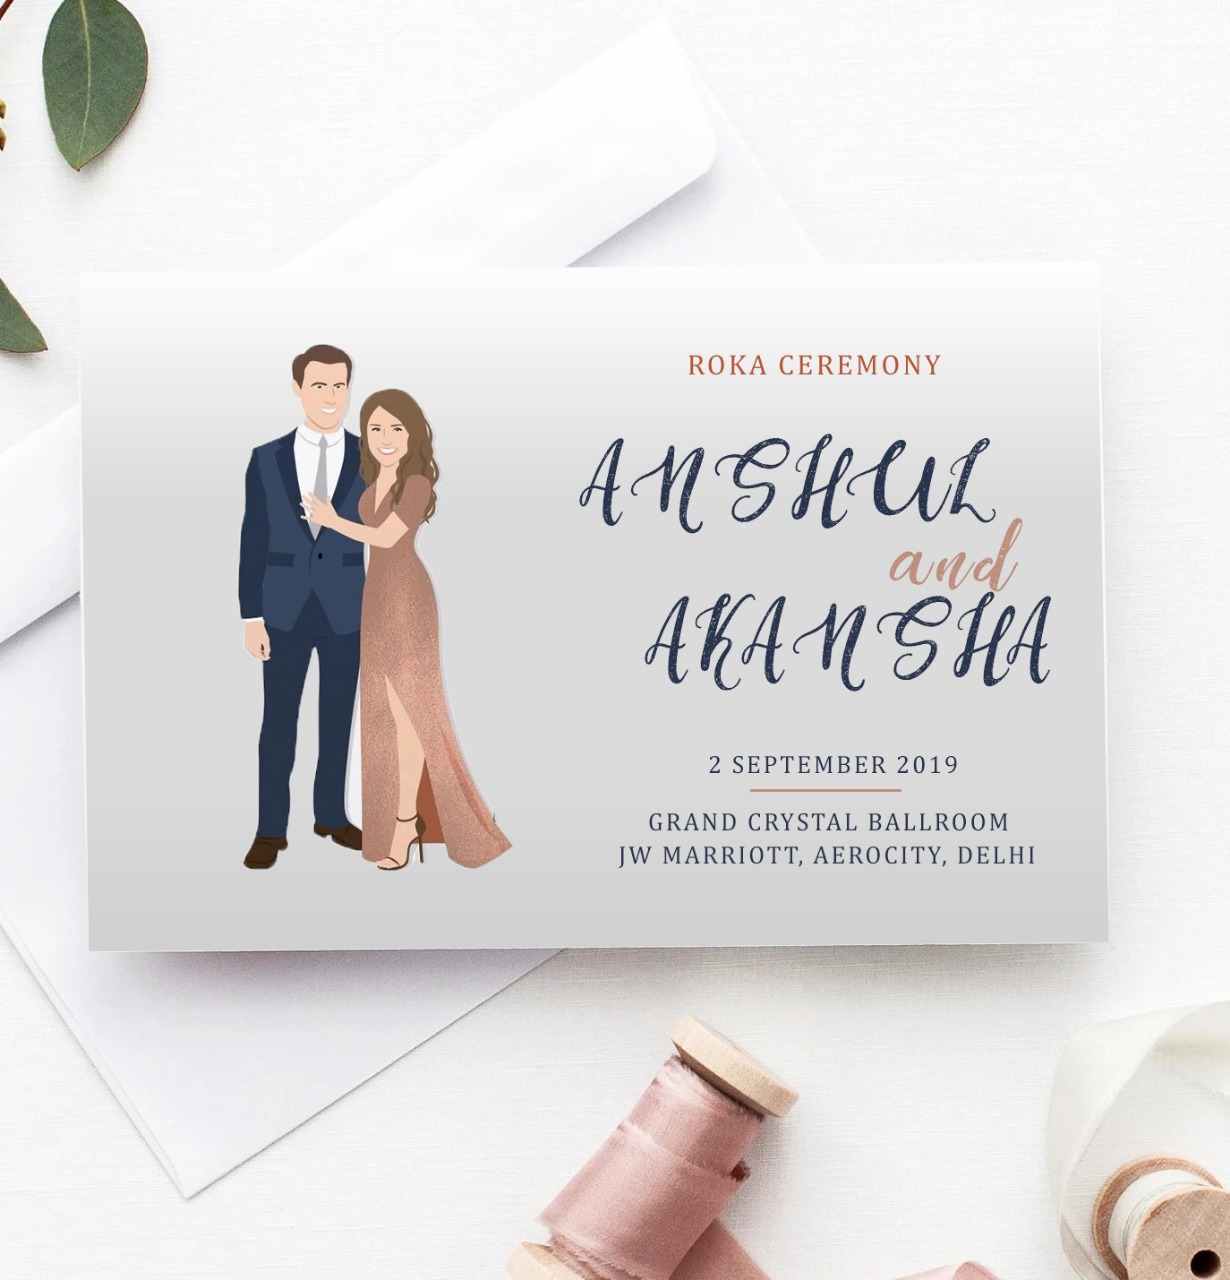 ROKA CEREMONY
ANSHUL
and
AKANSHA
2 SEPTEMBER 2019
GRAND CRYSTAL BALLROOM
JW MARRIOTT, AEROCITY, DELHI